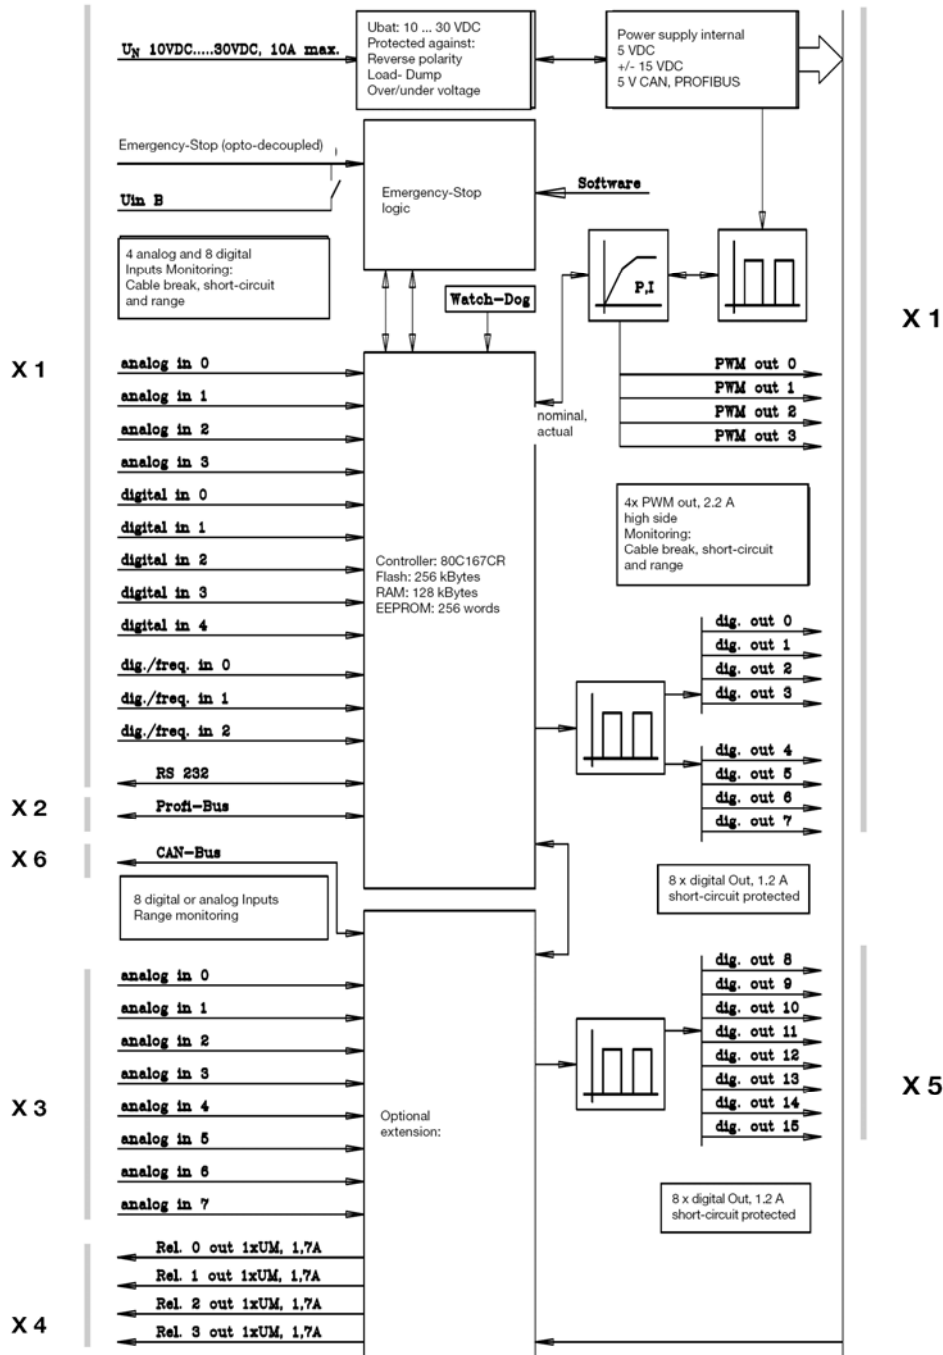 Ubat: 10 ... 30 VDC
Protected against:
Reverse polarity
Load- Dump
Over/under voltage
Power supply internal
5 VDC
+/- 15 VDC
5 V CAN, PROFIBUS
UN 10VDC.....30VDC, 10A max.
Emergency-Stop (opto-decoupled)
Uin B
Emergency-Stop
logic
Software
4 analog and 8 digital
Inputs Monitoring:
Cable break, short-circuit
and range
Watch-Dog
P,I
X 1
X 1
analog in 0
analog in 1
analog in 2
analog in 3
digital in 0
digital in 1
digital in 2
digital in 3
digital in 4
dig./freq. in 0
dig./freq. in 1
dig./freq. in 2
RS 232
nominal,
actual
PWM out 0
PWM out 1
PWM out 2
PWM out 3
4x PWM out, 2.2 A
high side
Monitoring:
Cable break, short-circuit
and range
Controller: 80C167CR
Flash: 256 kBytes
RAM: 128 kBytes
EEPROM: 256 words
dig. out 0
dig. out 1
dig. out 2
dig. out 3
dig. out 4
dig. out 5
dig. out 6
dig. out 7
X 2
Profi-Bus
X 6
CAN-Bus
8 digital or analog Inputs
Range monitoring
8 x digital Out, 1.2 A
short-circuit protected
X 3
analog in 0
analog in 1
analog in 2
analog in 3
analog in 4
analog in 5
analog in 6
analog in 7
Optional
extension:
dig. out 8
dig. out 9
dig. out 10
dig. out 11
dig. out 12
dig. out 13
dig. out 14
dig. out 15
X 5
8 x digital Out, 1.2 A
short-circuit protected
X 4
Rel. 0 out 1xUM, 1,7A
Rel. 1 out 1xUM, 1,7A
Rel. 2 out 1xUM, 1,7A
Rel. 3 out 1xUM, 1,7A